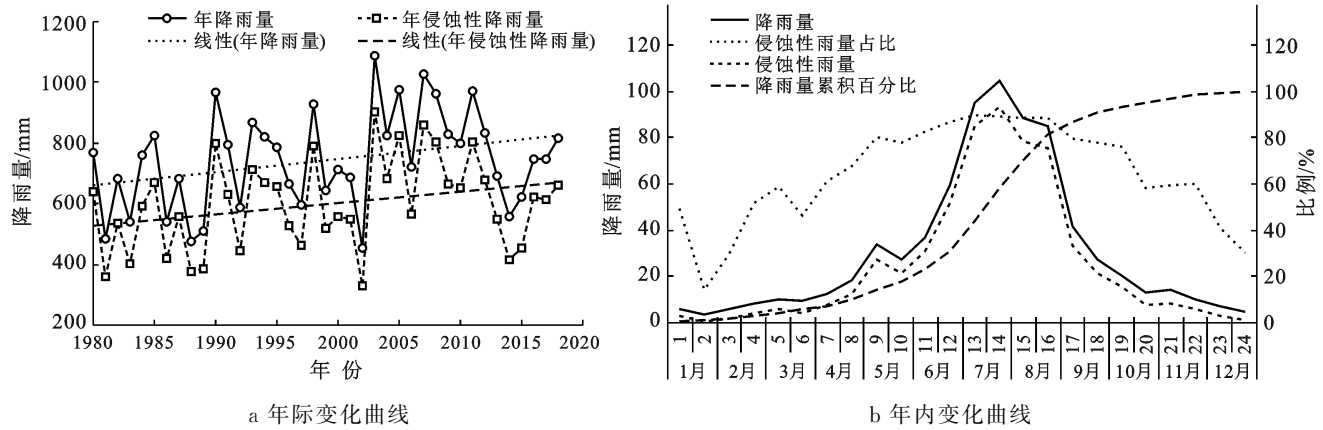 年降雨量
年侵蚀性降雨量
线性(年降雨量)
线性(年侵蚀性降雨量)
1200
1000
800
600
400
200
降雨量/mm
1980 1985 1990 1995 2000 2005 2010 2015 2020
年 份
a 年际变化曲线
降雨量
侵蚀性雨量占比
侵蚀性雨量
降雨量累积百分比
120
100
80
60
40
20
0
降雨量/mm
120
100
80
60
40
20
0
比例/%
1 2 3 4 5 6 7 8 9 10 11 12 13 14 15 16 17 18 19 20 21 22 23 24
1月 2月 3月 4月 5月 6月 7月 8月 9月 10月 11月 12月
b 年内变化曲线